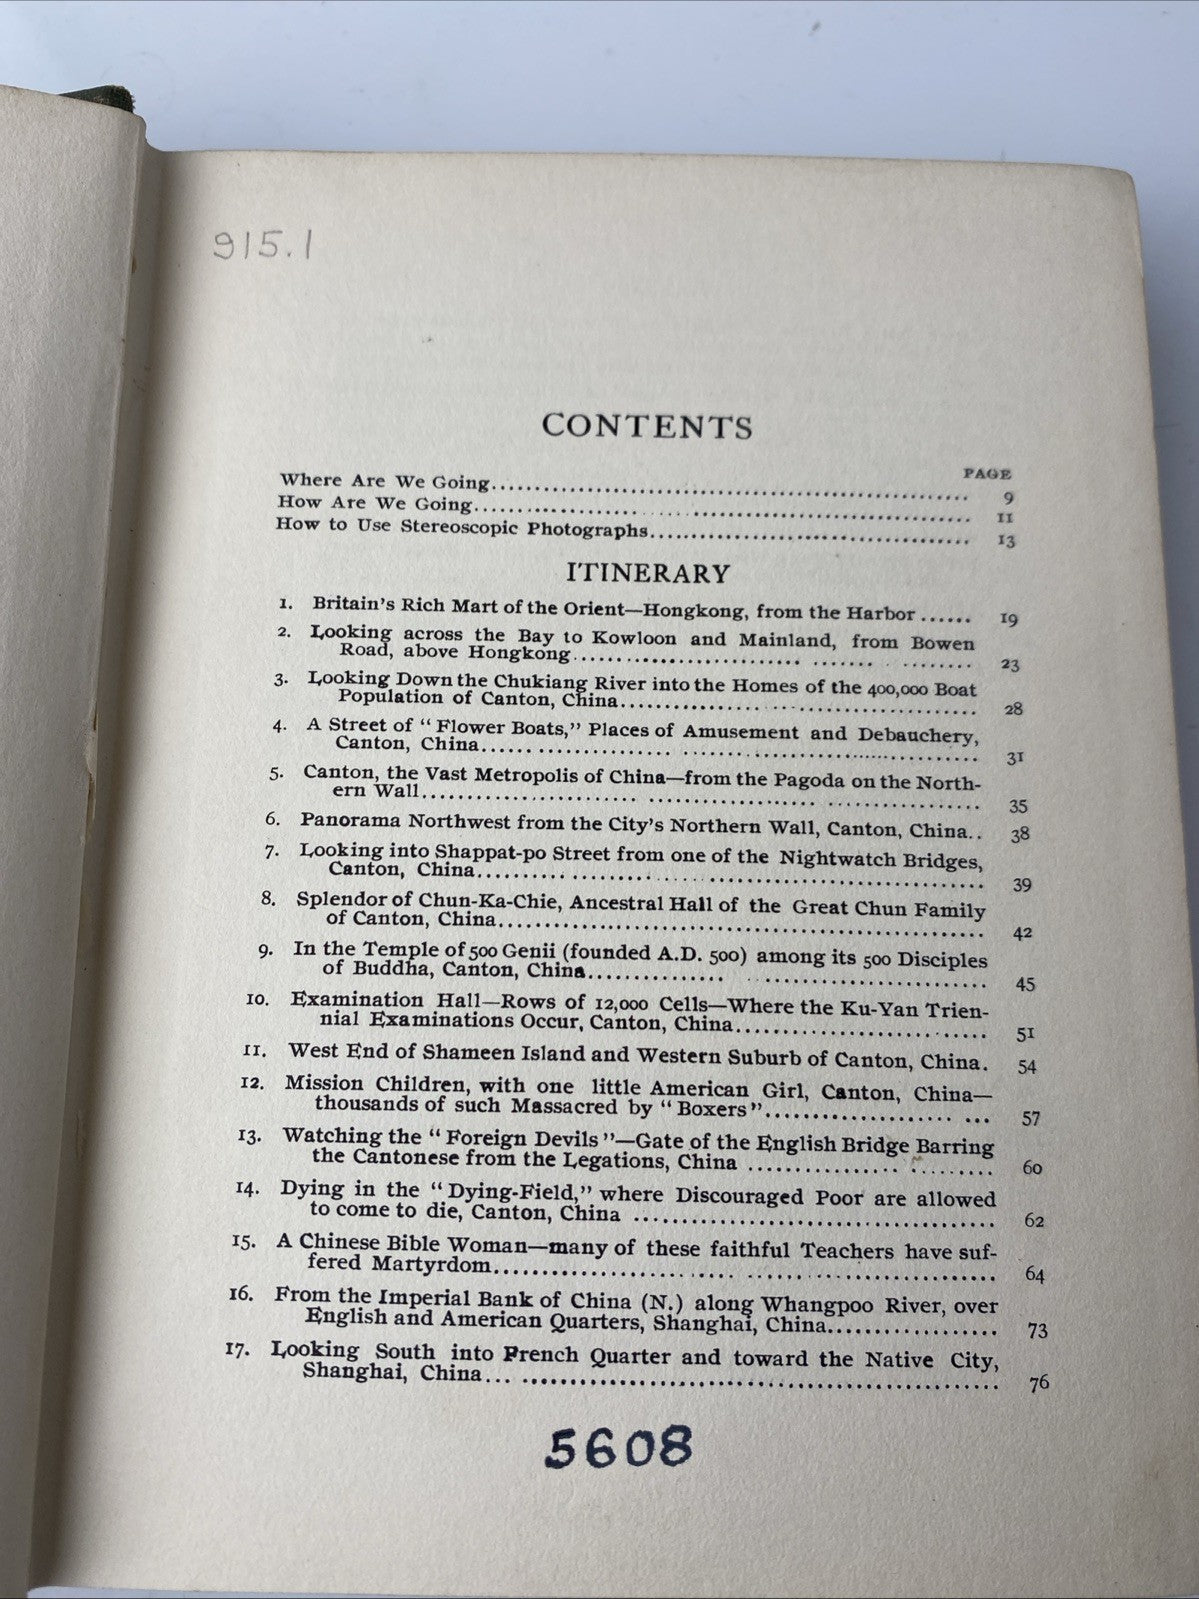 915.1
CONTENTS
PAGE
Where Are We Going........................................ 9
How Are We Going........................................ 11
How to Use Stereoscopic Photographs........................................ 13
ITINERARY
1. Britain's Rich Mart of the Orient—Hongkong, from the Harbor ...... 19
2. Looking across the Bay to Kowloon and Mainland, from Bowen
Road, above Hongkong........................................ 23
3. Looking Down the Chukiang River into the Homes of the 400,000 Boat
Population of Canton, China........................................ 28
4. A Street of "Flower Boats," Places of Amusement and Debauchery,
Canton, China........................................ 31
5. Canton, the Vast Metropolis of China—from the Pagoda on the North-
ern Wall........................................ 35
6. Panorama Northwest from the City's Northern Wall, Canton, China.. 38
7. Looking into Shappat-po Street from one of the Nightwatch Bridges,
Canton, China........................................ 39
8. Splendor of Chun-Ka-Chie, Ancestral Hall of the Great Chun Family
of Canton, China........................................ 42
9. In the Temple of 500 Genii (founded A.D. 500) among its 500 Disciples
of Buddha, Canton, China........................................ 45
10. Examination Hall—Rows of 12,000 Cells—Where the Ku-Yan Trien-
nial Examinations Occur, Canton, China............................ 51
11. West End of Shameen Island and Western Suburb of Canton, China. 54
12. Mission Children, with one little American Girl, Canton, China—
thousands of such Massacred by "Boxers"...................... ... 57
13. Watching the "Foreign Devils"—Gate of the English Bridge Barring
the Cantonese from the Legations, China ......................... 60
14. Dying in the "Dying-Field," where Discouraged Poor are allowed
to come to die, Canton, China ........................................ 62
15. A Chinese Bible Woman—many of these faithful Teachers have suf-
fered Martyrdom........................................ 64
16. From the Imperial Bank of China (N.) along Whangpoo River, over
English and American Quarters, Shanghai, China.................. 73
17. Looking South into French Quarter and toward the Native City,
Shanghai, China... ........................................ 76
5608